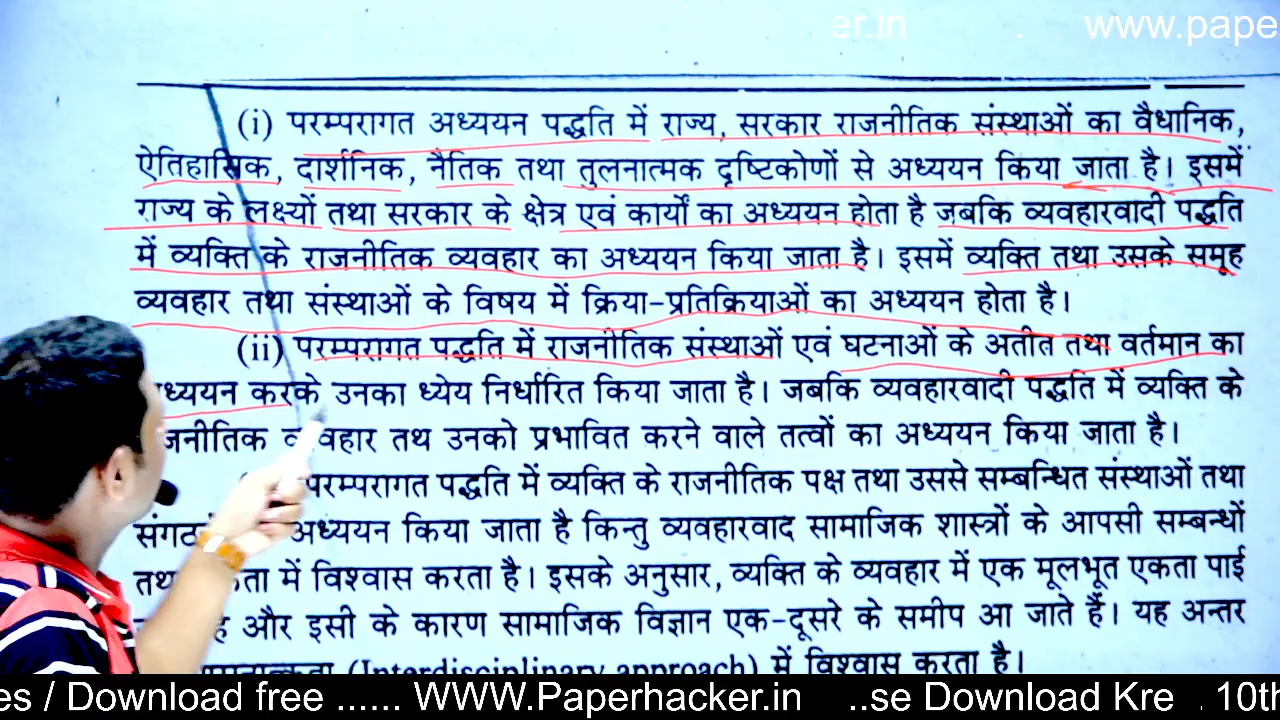 er.in . www.pape
(i) परम्परागत अध्ययन पद्धति में राज्य, सरकार राजनीतिक संस्थाओं का वैधानिक,
ऐतिहासिक, दार्शनिक, नैतिक तथा तुलनात्मक दृष्टिकोणों से अध्ययन किया जाता है। इसमें
राज्य के लक्ष्यों तथा सरकार के क्षेत्र एवं कार्यों का अध्ययन होता है जबकि व्यवहारवादी पद्धति
में व्यक्ति के राजनीतिक व्यवहार का अध्ययन किया जाता है। इसमें व्यक्ति तथा उसके समूह
व्यवहार तथा संस्थाओं के विषय में क्रिया-प्रतिक्रियाओं का अध्ययन होता है।
(ii) परम्परागत पद्धति में राजनीतिक संस्थाओं एवं घटनाओं के अतीत तथा वर्तमान का
ध्ययन करके उनका ध्येय निर्धारित किया जाता है। जबकि व्यवहारवादी पद्धति में व्यक्ति के
जनीतिक व्यवहार तथ उनको प्रभावित करने वाले तत्वों का अध्ययन किया जाता है।
परम्परागत पद्धति में व्यक्ति के राजनीतिक पक्ष तथा उससे सम्बन्धित संस्थाओं तथा
अध्ययन किया जाता है किन्तु व्यवहारवाद सामाजिक शास्त्रों के आपसी सम्बन्धों
में विश्वास करता है। इसके अनुसार, व्यक्ति के व्यवहार में एक मूलभूत एकता पाई
और इसी के कारण सामाजिक विज्ञान एक-दूसरे के समीप आ जाते हैं। यह अन्तर
(Interdisciplinary approach) में विश्वास करता है।
es / Download free ...... WWW.Paperhacker.in ..se Download Kre . 10th